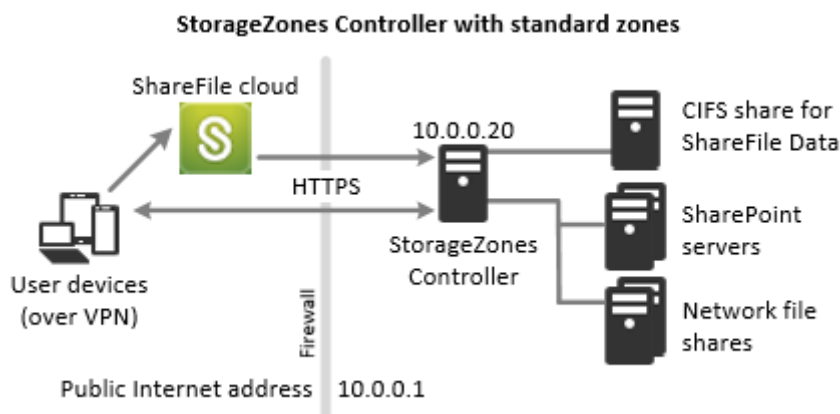 StorageZones Controller with standard zones
ShareFile cloud
S
10.0.0.20
CIFS share for
ShareFile Data
HTTPS
StorageZones
Controller
SharePoint
servers
User devices
(over VPN)
Firewall
Network file
shares
Public Internet address
10.0.0.1